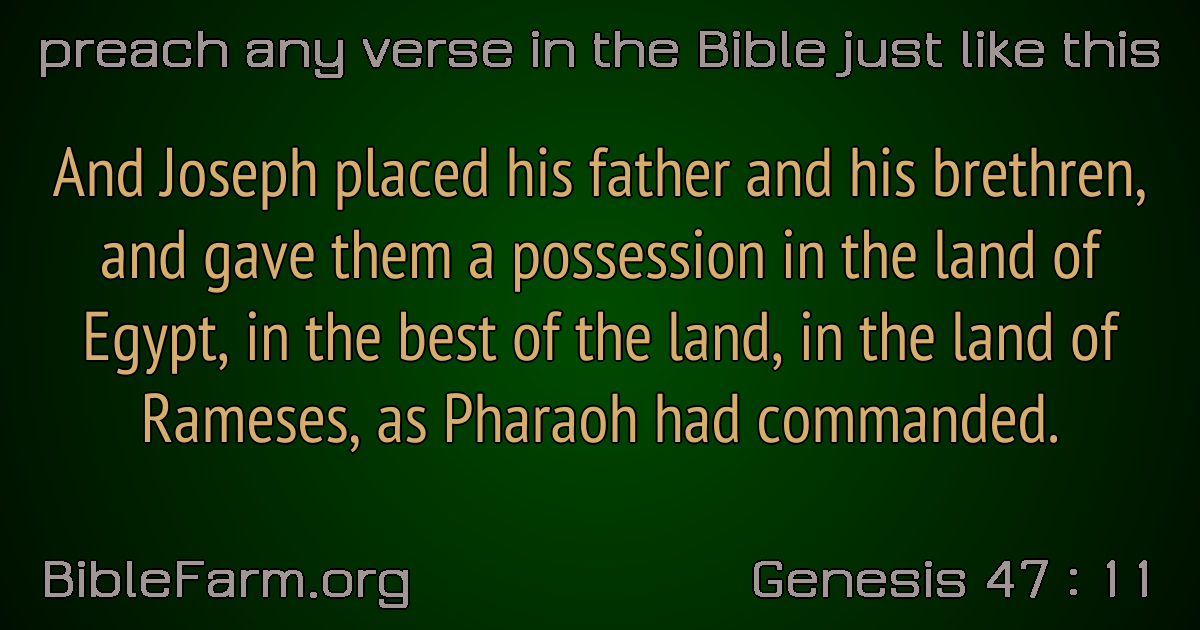 preach any verse in the Bible just like this
And Joseph placed his father and his brethren,
and gave them a possession in the land of
Egypt, in the best of the land, in the land of
Rameses, as Pharaoh had commanded.
BibleFarm.org
Genesis 47 : 11